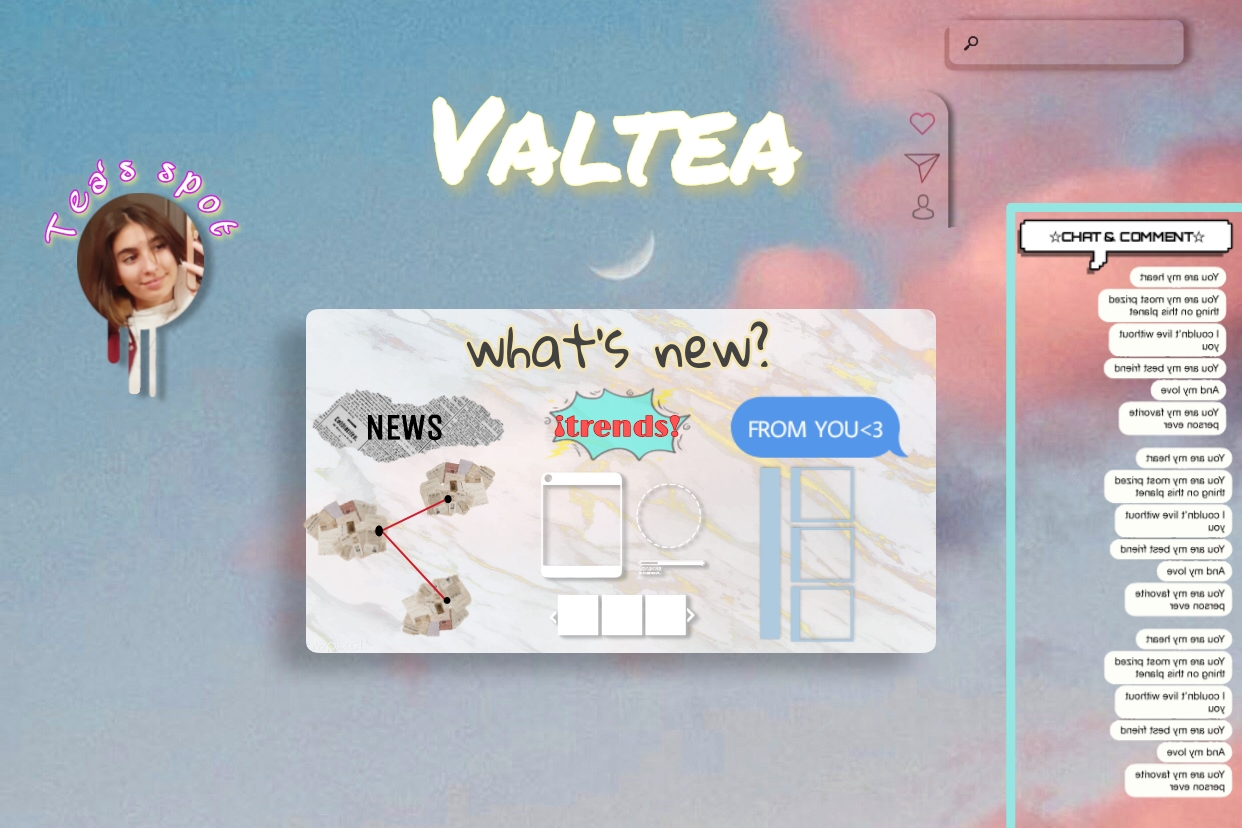 VALTEA
Tea's spot
☆CHAT & COMMENT☆
You are my heart
You are my most prized
thing on this planet
I couldn't live without
you
You are my best friend
And my love
You are my favorite
person ever
You are my heart
You are my most prized
thing on this planet
I couldn't live without
you
You are my best friend
And my love
You are my favorite
person ever
You are my heart
You are my most prized
thing on this planet
I couldn't live without
you
You are my best friend
And my love
You are my favorite
person ever
what's new?
NEWS
¡trends!
FROM YOU<3